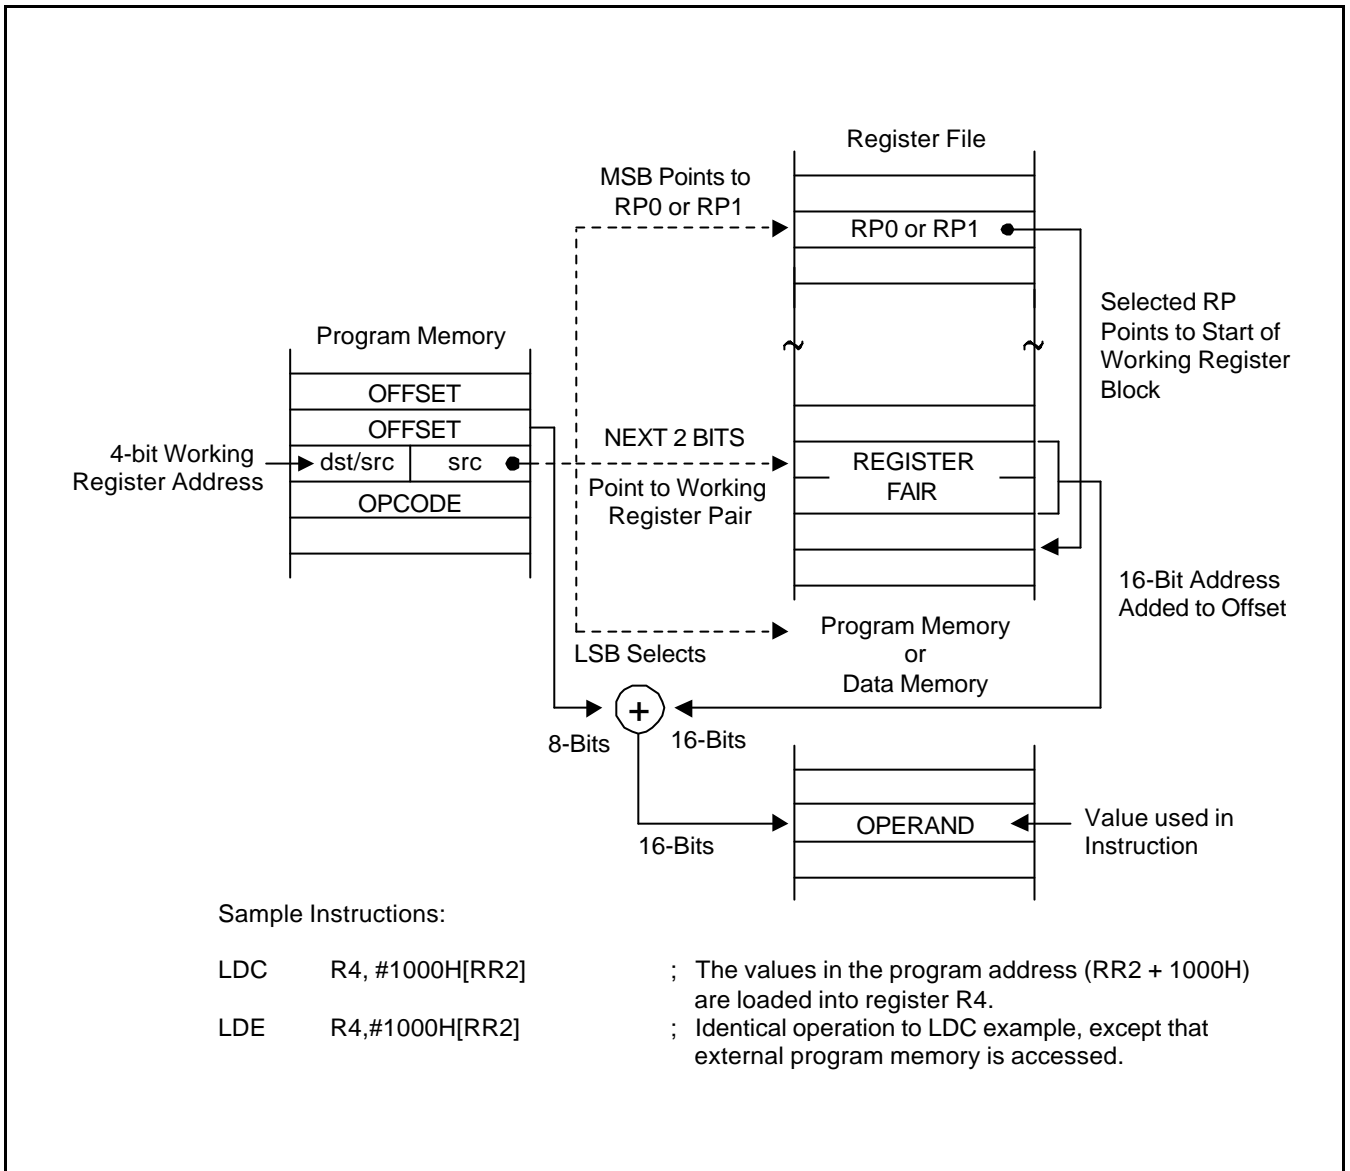 Register File
MSB Points to
RP0 or RP1
RP0 or RP1
Selected RP
Points to Start of
Working Register
Block
Program Memory
OFFSET
OFFSET
4-bit Working
Register Address
dst/src src
OPCODE
NEXT 2 BITS
Point to Working
Register Pair
REGISTER
FAIR
16-Bit Address
Added to Offset
LSB Selects
Program Memory
or
Data Memory
+
8-Bits
16-Bits
16-Bits
OPERAND
Value used in
Instruction
Sample Instructions:
LDC R4, #1000H[RR2] ; The values in the program address (RR2 + 1000H)
are loaded into register R4.
LDE R4,#1000H[RR2] ; Identical operation to LDC example, except that
external program memory is accessed.